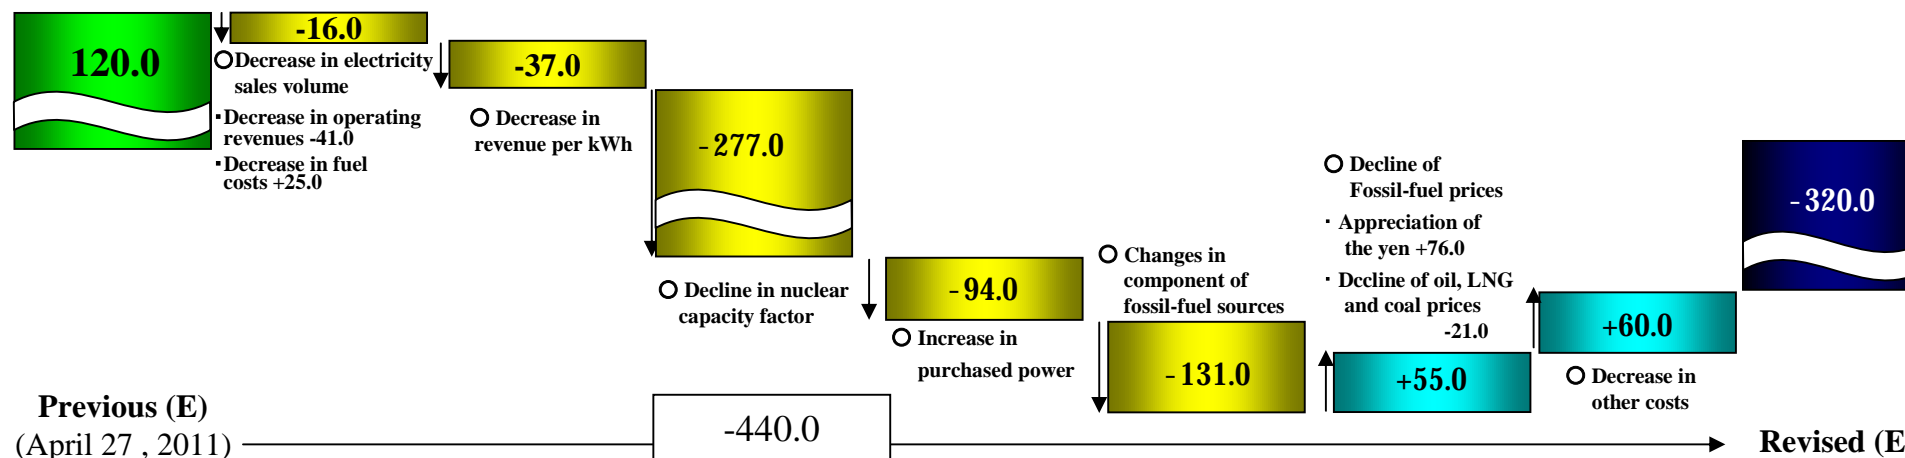 120.0
-16.0
○Decrease in electricity
sales volume
・Decrease in operating
revenues -41.0
・Decrease in fuel
costs +25.0
-37.0
○ Decrease in
revenue per kWh
-277.0
○ Decline in nuclear
capacity factor
-94.0
○ Increase in
purchased power
○ Changes in
component of
fossil-fuel sources
-131.0
○ Decline of
Fossil-fuel prices
・ Appreciation of
the yen +76.0
・ Dccline of oil, LNG
and coal prices
-21.0
+55.0
+60.0
○ Decrease in
other costs
-320.0
Previous (E)
(April 27 , 2011)
-440.0
Revised (E